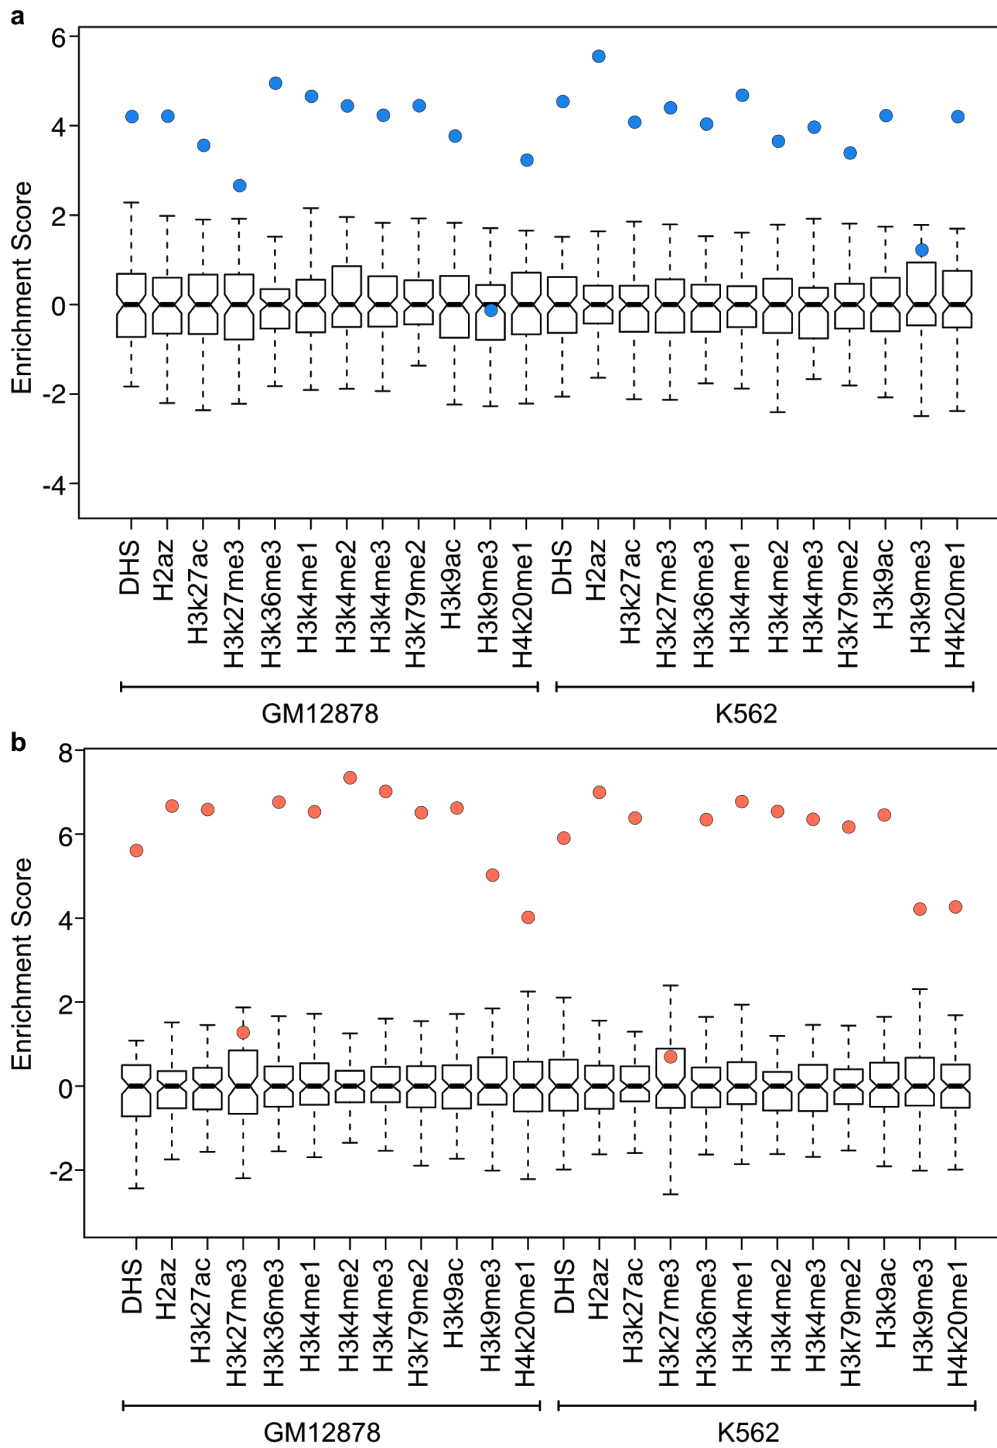 a
Enrichment Score
6
4
2
0
-2
-4
DHS
H2az
H3k27ac
H3k27me3
H3k36me3
H3k4me1
H3k4me2
H3k4me3
H3k79me2
H3k9ac
H3k9me3
H4k20me1
DHS
H2az
H3k27ac
H3k27me3
H3k36me3
H3k4me1
H3k4me2
H3k4me3
H3k79me2
H3k9ac
H3k9me3
H4k20me1
GM12878 K562
b
Enrichment Score
8
6
4
2
0
-2
DHS
H2az
H3k27ac
H3k27me3
H3k36me3
H3k4me1
H3k4me2
H3k4me3
H3k79me2
H3k9ac
H3k9me3
H4k20me1
DHS
H2az
H3k27ac
H3k27me3
H3k36me3
H3k4me1
H3k4me2
H3k4me3
H3k79me2
H3k9ac
H3k9me3
H4k20me1
GM12878 K562